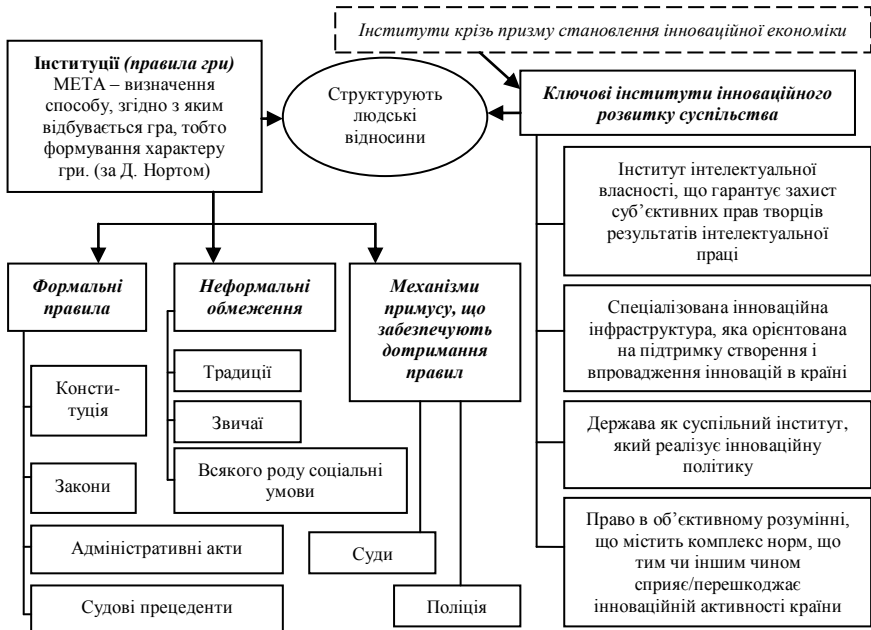 Інститути крізь призму становлення інноваційної економіки
Інституції (правила гри)
МЕТА – визначення
способу, згідно з яким
відбувається гра, тобто
формування характеру
гри. (за Д. Нортом)
Структурують
людські
відносини
Ключові інститути інноваційного
розвитку суспільства
Формальні
правила
Консти-
туція
Закони
Адміністративні акти
Судові прецеденти
Неформальні
обмеження
Традиції
Звичаї
Всякого роду соціальні
умови
Механізми
примусу, що
забезпечують
дотримання
правил
Суди
Поліція
Інститут інтелектуальної
власності, що гарантує захист
суб’єктивних прав творців
результатів інтелектуальної
праці
Спеціалізована інноваційна
інфраструктура, яка орієнтована
на підтримку створення і
впровадження інновацій в країні
Держава як суспільний інститут,
який реалізує інноваційну
політику
Право в об’єктивному розумінні,
що містить комплекс норм, що
тим чи іншим чином
сприяє/перешкоджає
інноваційній активності країни